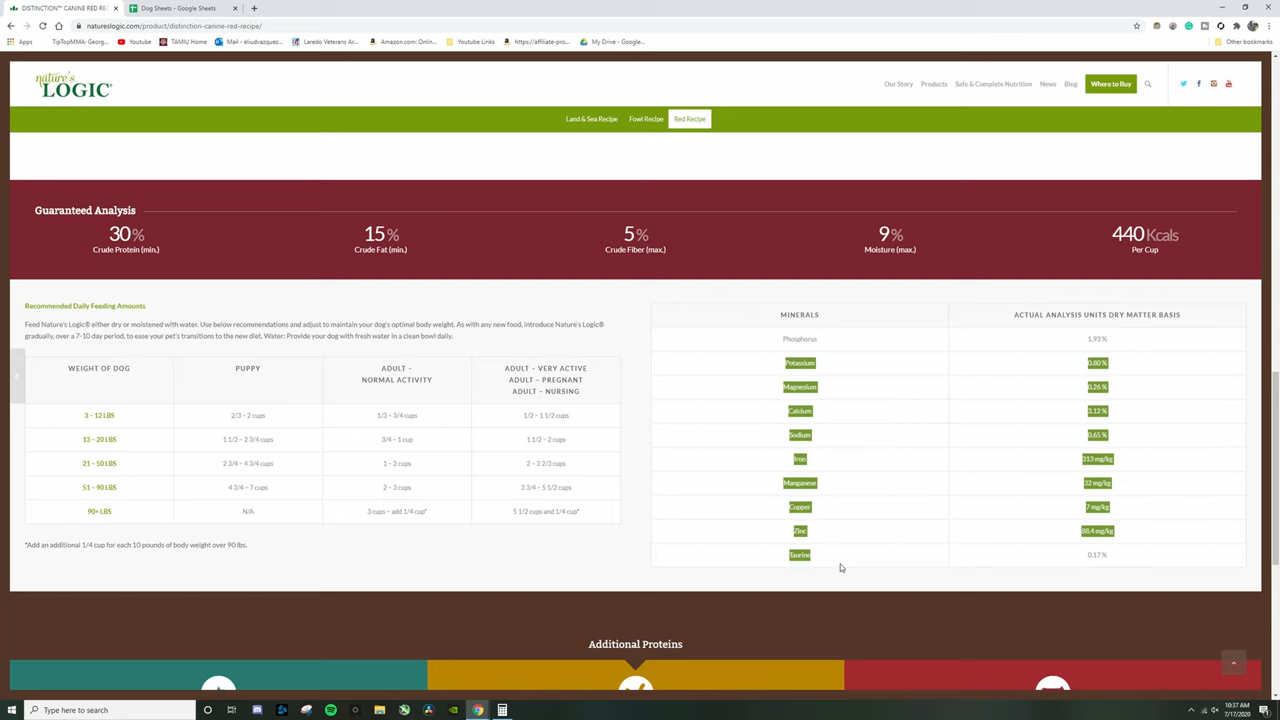 DISTINCTION™ CANINE RED RE
Dog Sheets - Google Sheets
natureslogic.com/product/distinction-canine-red-recipe/
Apps
TipTopMMA: Georg...
Youtube
TAMIU Home
Mail - eliudvazquez...
Laredo Veterans Ar...
Amazon.com: Onlin...
Youtube Links
https://affiliate-pro...
My Drive - Google...
Other bookmarks
nature's
LOGIC
Our Story
Products
Safe & Complete Nutrition
News
Blog
Where to Buy
Land & Sea Recipe
Fowl Recipe
Red Recipe
Guaranteed Analysis
30 %
Crude Protein (min.)
15 %
Crude Fat (min.)
5 %
Crude Fiber (max.)
9 %
Moisture (max.)
440 Kcals
Per Cup
Recommended Daily Feeding Amounts
Feed Nature's Logic® either dry or moistened with water. Use below recommendations and adjust to maintain your dog's optimal body weight. As with any new food, introduce Nature's Logic®
gradually, over a 7-10 day period, to ease your pet's transitions to the new diet. Water: Provide your dog with fresh water in a clean bowl daily.
WEIGHT OF DOG
PUPPY
ADULT –
NORMAL ACTIVITY
ADULT – VERY ACTIVE
ADULT – PREGNANT
ADULT – NURSING
3 – 12 LBS
2/3 – 2 cups
1/3 – 3/4 cups
1/2 – 1 1/2 cups
13 – 20 LBS
1 1/2 – 2 3/4 cups
3/4 – 1 cup
1 1/2 – 2 cups
21 – 50 LBS
2 3/4 – 4 3/4 cups
1 – 2 cups
2 – 3 2/3 cups
51 – 90 LBS
4 3/4 – 7 cups
2 – 3 cups
3 3/4 – 5 1/2 cups
90+ LBS
N/A
3 cups – add 1/4 cup*
5 1/2 cups and 1/4 cup*
*Add an additional 1/4 cup for each 10 pounds of body weight over 90 lbs.
MINERALS
ACTUAL ANALYSIS UNITS DRY MATTER BASIS
Phosphorus
1.93 %
Potassium
0.80 %
Magnesium
0.26 %
Calcium
3.12 %
Sodium
0.65 %
Iron
313 mg/kg
Manganese
32 mg/kg
Copper
7 mg/kg
Zinc
88.4 mg/kg
Taurine
0.17 %
Additional Proteins
Type here to search
10:37 AM
7/17/2020